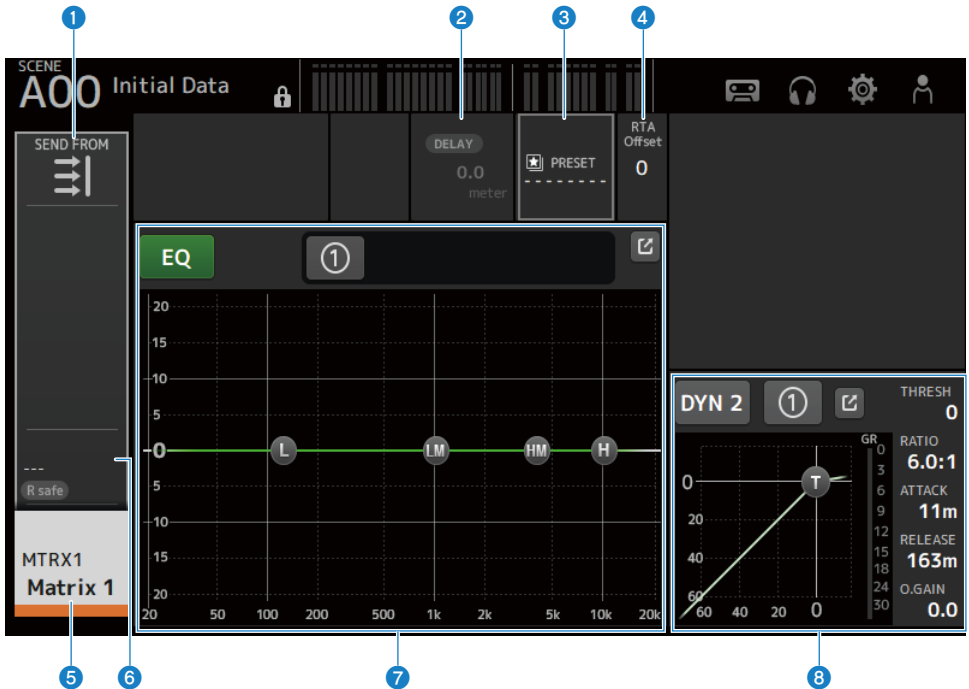 1
2
3
4
SCENE
A00 Initial Data
SEND FROM
DELAY
0.0
meter
PRESET
RTA
Offset
0
EQ
1
20
15
10
5
0
5
10
15
20
20 50 100 200 500 1k 2k 5k 10k 20k
L LM HM H
---
R safe
MTRX1
Matrix 1
DYN 2
1
THRESH
0
RATIO
6.0:1
ATTACK
11m
RELEASE
163m
O.GAIN
0.0
GR
0
3
6
9
12
15
18
24
30
T
0
20
40
60
60 40 20 0
5
6
7
8